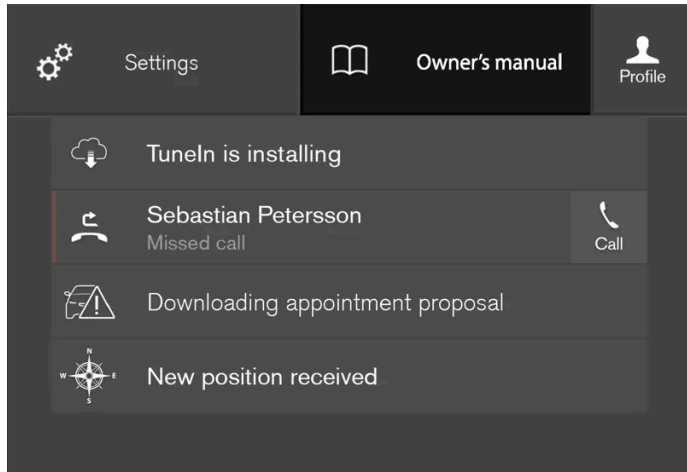 Settings
Owner's manual
Profile
TuneIn is installing
Sebastian Petersson
Missed call
Call
Downloading appointment proposal
N
W E
S
New position received